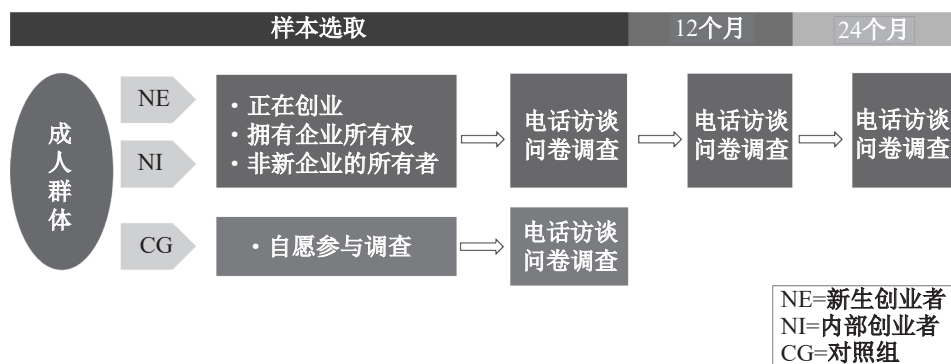 样本选取
12个月
24个月
成人群体
NE
NI
CG
·正在创业
·拥有企业所有权
·非新企业的所有者
电话访谈
问卷调查
电话访谈
问卷调查
电话访谈
问卷调查
·自愿参与调查
电话访谈
问卷调查
NE=新生创业者
NI=内部创业者
CG=对照组